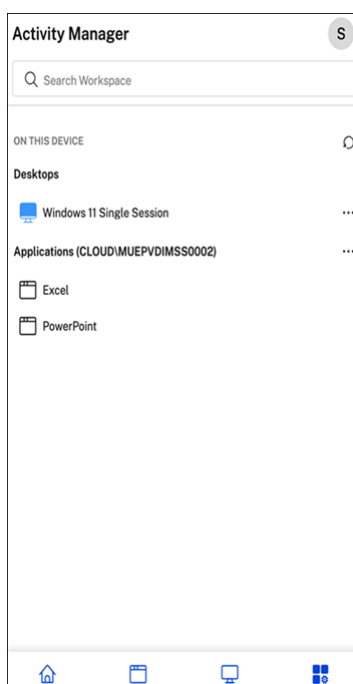 Activity Manager
S
Search Workspace
ON THIS DEVICE
Desktops
Windows 11 Single Session
Applications (CLOUD\MUEPVDIMSS0002)
Excel
PowerPoint